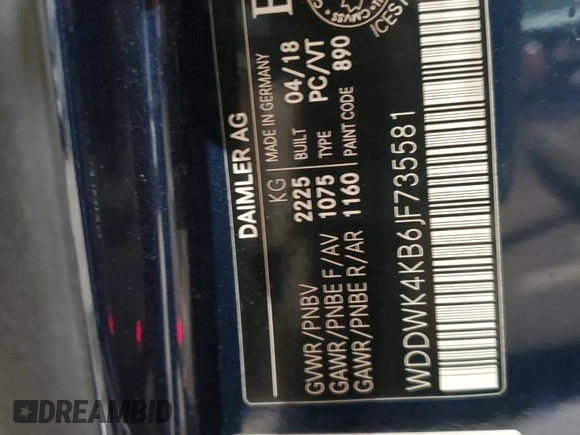 DAIMLER AG
KG MADE IN GERMANY
GVWR/PNBV 2225 BUILT 04/18
GAWR/PNBE F/AV 1075 TYPE PC/VT
GAWR/PNBE R/AR 1160 PAINT CODE 890
WDDWK4KB6JF735581
DREAMBID